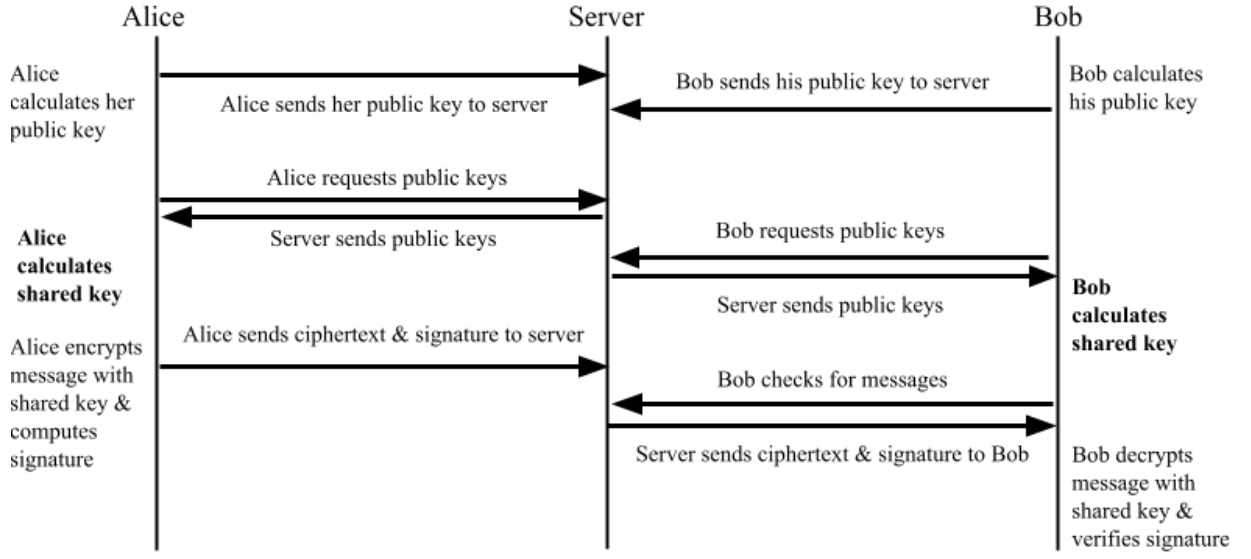 Alice
Server
Bob
Alice
calculates her
public key
Alice sends her public key to server
Bob sends his public key to server
Bob calculates
his public key
Alice requests public keys
Server sends public keys
Alice
calculates
shared key
Bob requests public keys
Server sends public keys
Bob
calculates
shared key
Alice sends ciphertext & signature to server
Alice encrypts
message with
shared key &
computes
signature
Bob checks for messages
Server sends ciphertext & signature to Bob
Bob decrypts
message with
shared key &
verifies signature